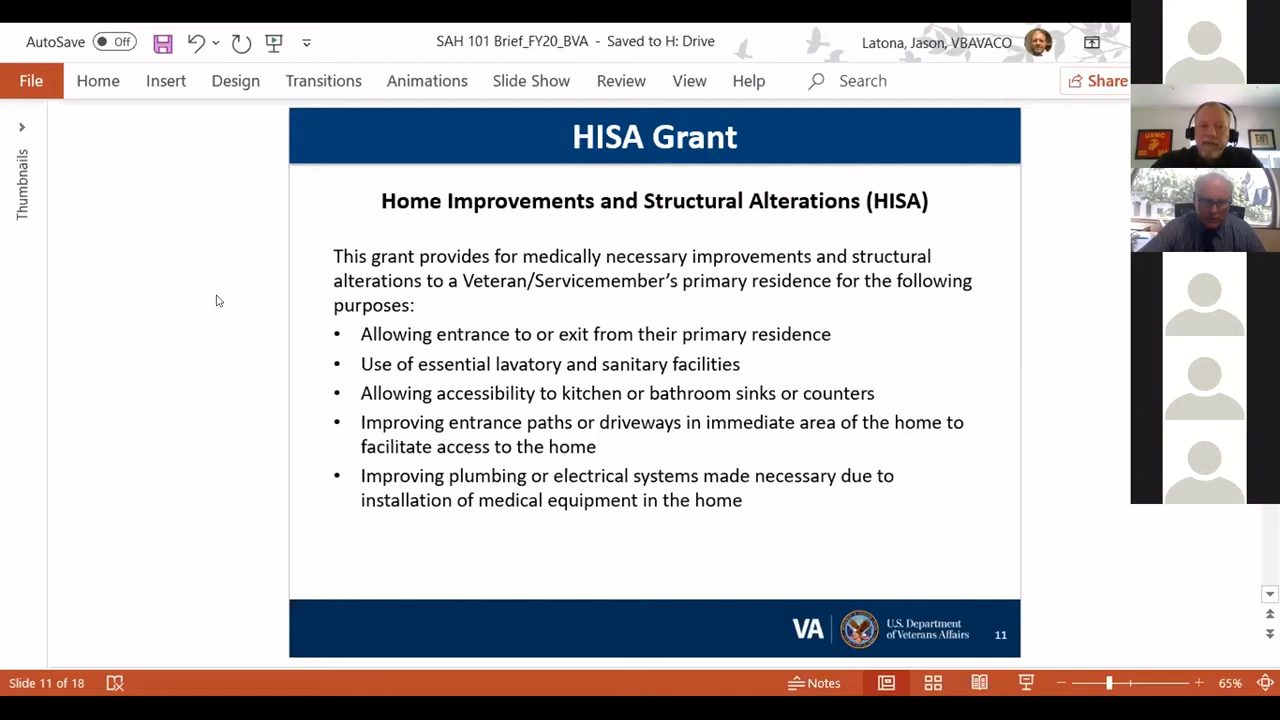 AutoSave Off
SAH 101 Brief_FY20_BVA - Saved to H: Drive
Latona, Jason, VBAVACO
File Home Insert Design Transitions Animations Slide Show Review View Help Search Share
Thumbnails
HISA Grant
Home Improvements and Structural Alterations (HISA)
This grant provides for medically necessary improvements and structural
alterations to a Veteran/Servicemember's primary residence for the following
purposes:
• Allowing entrance to or exit from their primary residence
• Use of essential lavatory and sanitary facilities
• Allowing accessibility to kitchen or bathroom sinks or counters
• Improving entrance paths or driveways in immediate area of the home to
facilitate access to the home
• Improving plumbing or electrical systems made necessary due to
installation of medical equipment in the home
VA
U.S. Department
of Veterans Affairs
11
USMC
Slide 11 of 18
Notes
65%